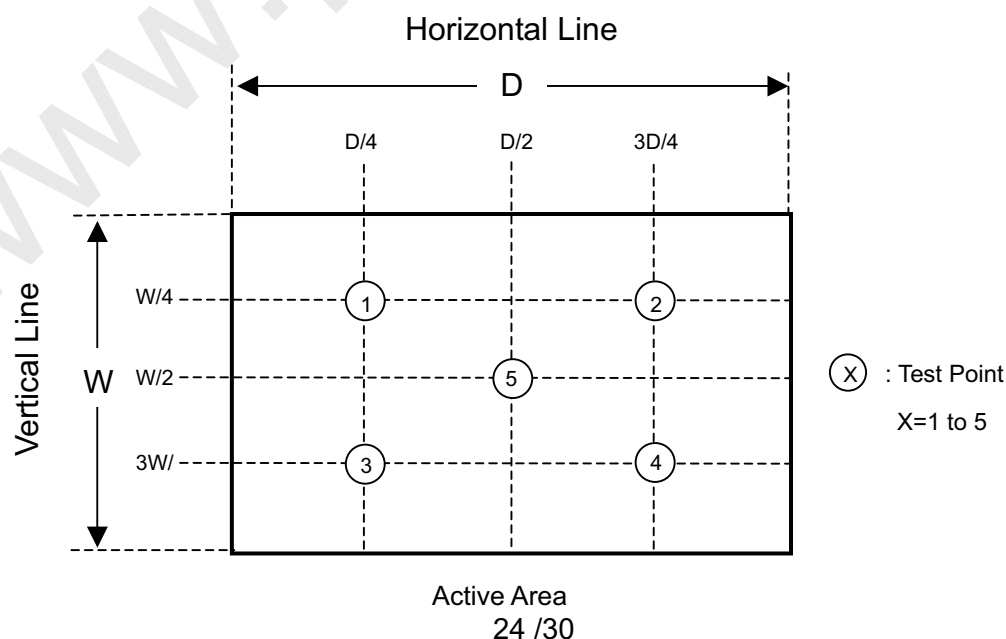 Horizontal Line
D
D/4 D/2 3D/4
Vertical Line
W
W/4
1 2
W/2
5
X : Test Point
X=1 to 5
3W/
3 4
Active Area
24 /30